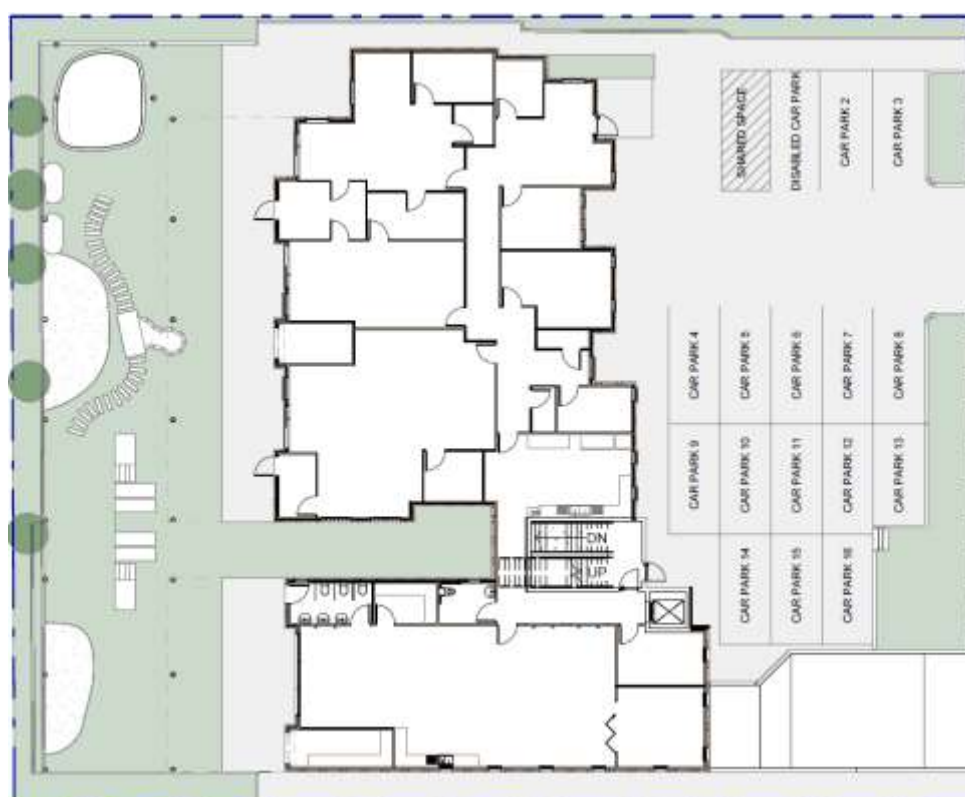 SHARED SPACE
DISABLED CAR PARK
CAR PARK 2
CAR PARK 3
CAR PARK 4
CAR PARK 5
CAR PARK 6
CAR PARK 7
CAR PARK 8
CAR PARK 9
CAR PARK 10
CAR PARK 11
CAR PARK 12
CAR PARK 13
DN
UP
CAR PARK 14
CAR PARK 15
CAR PARK 16